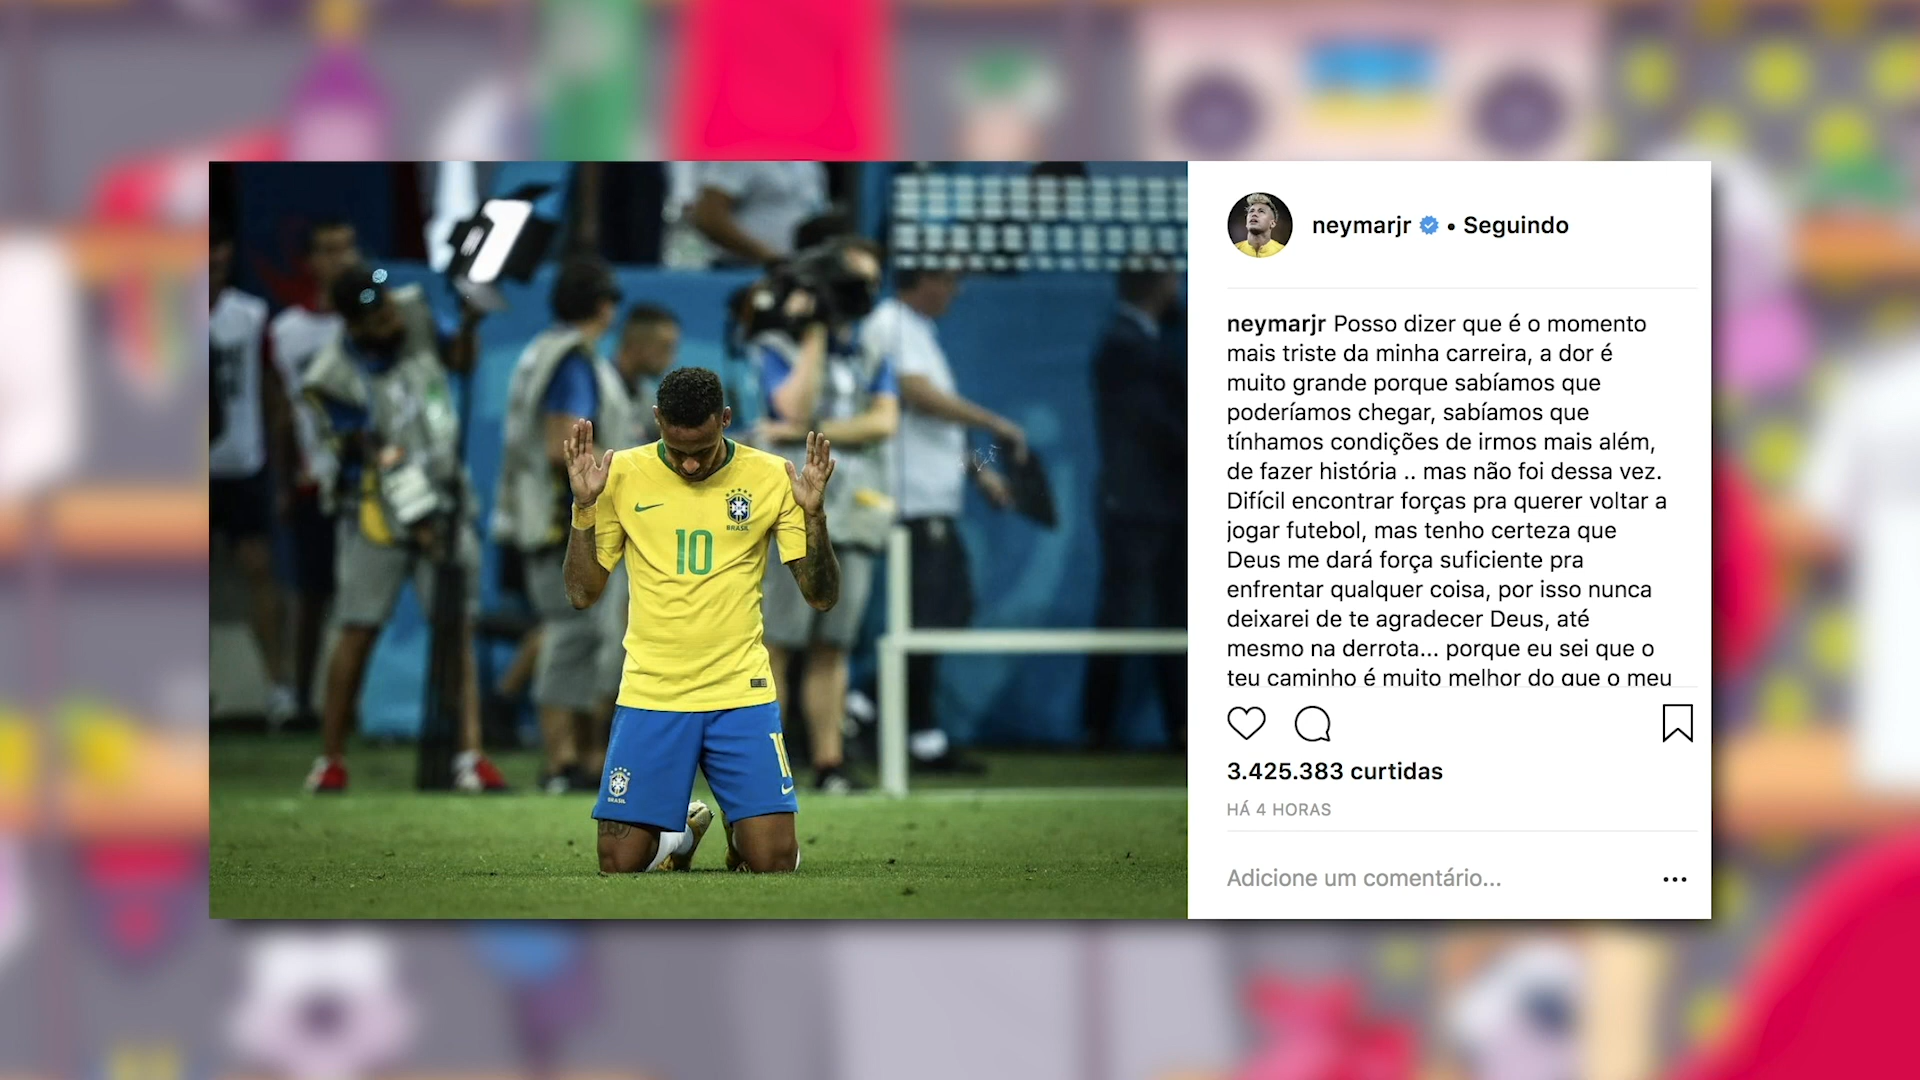 neymarjr • Seguindo
neymarjr Posso dizer que é o momento
mais triste da minha carreira, a dor é
muito grande porque sabíamos que
poderíamos chegar, sabíamos que
tínhamos condições de irmos mais além,
de fazer história .. mas não foi dessa vez.
Difícil encontrar forças pra querer voltar a
jogar futebol, mas tenho certeza que
Deus me dará força suficiente pra
enfrentar qualquer coisa, por isso nunca
deixarei de te agradecer Deus, até
mesmo na derrota... porque eu sei que o
teu caminho é muito melhor do que o meu
3.425.383 curtidas
HÁ 4 HORAS
Adicione um comentário...
BRASIL
10
10
BRASIL